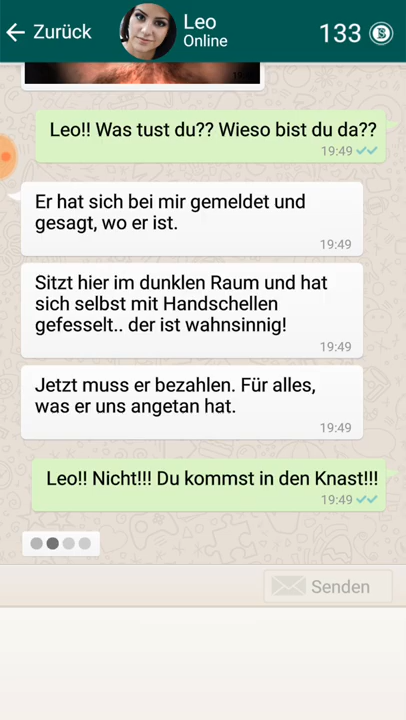 Zurück
Leo
Online
133
Leo!! Was tust du?? Wieso bist du da??
19:49
Er hat sich bei mir gemeldet und
gesagt, wo er ist.
19:49
Sitzt hier im dunklen Raum und hat
sich selbst mit Handschellen
gefesselt.. der ist wahnsinnig!
19:49
Jetzt muss er bezahlen. Für alles,
was er uns angetan hat.
19:49
Leo!! Nicht!!! Du kommst in den Knast!!!
19:49
Senden